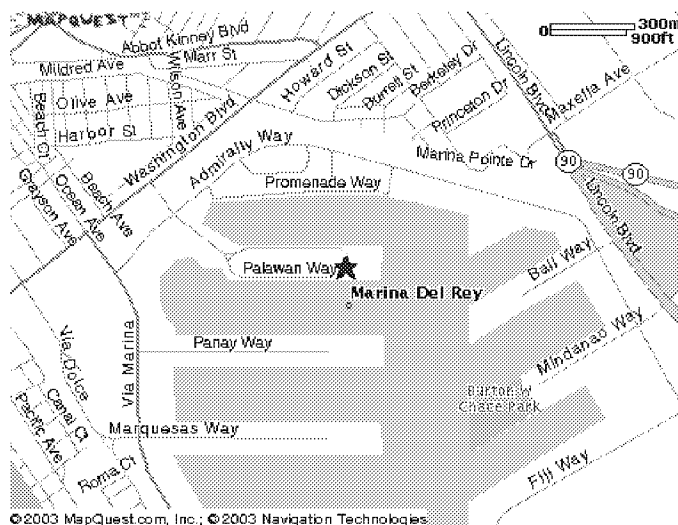 MAPQUEST
0 300m
900ft
Abbot Kinney Blvd
Marr St
Mildred Ave
Wilson Ave
Howard St
Dickson St
Burrell St
Berkeley Dr
Princeton Dr
Lincoln Blvd
Maxella Ave
Olive Ave
Harbor St
Beach Ct
Washington Blvd
Admiralty Way
Marina Pointe Dr
90
90
Grayson Ave
Ocean Ave
Beach Ave
Promenade Way
Lincoln Blvd
Bali Way
Palawan Way
Marina Del Rey
Mindanao Way
Via Dolce
Via Marina
Panay Way
Burton W
Chace Park
Canal Ct
Pacific Ave
Marquesas Way
Roma Ct
Fiji Way
©2003 MapQuest.com, Inc.; ©2003 Navigation Technologies